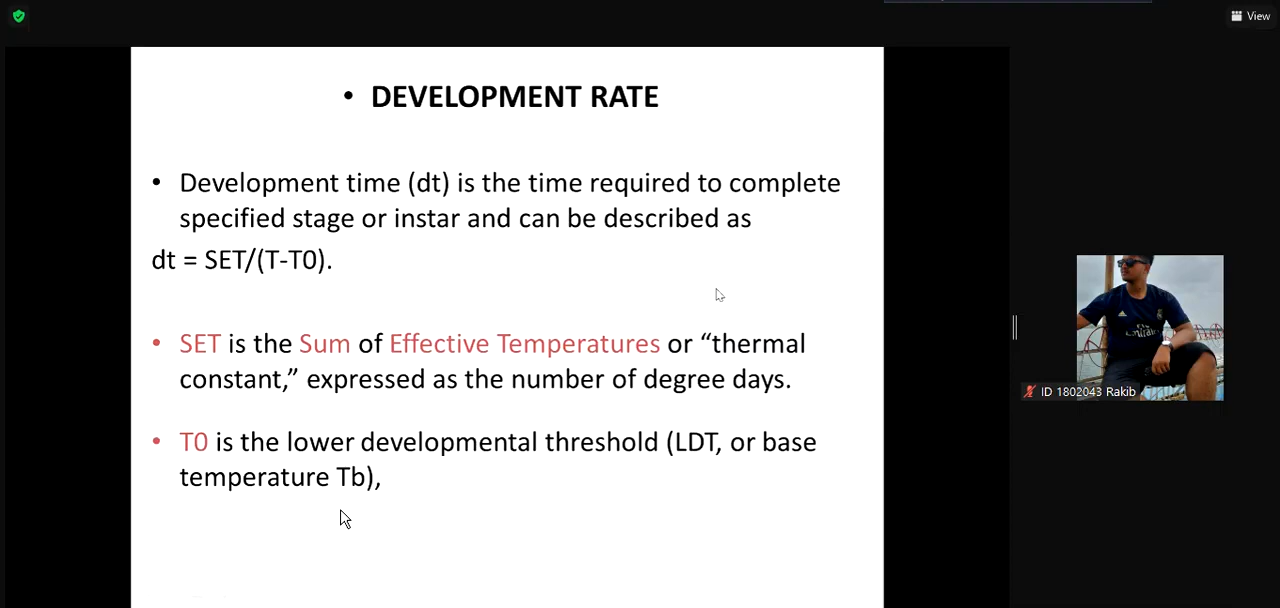 View
• DEVELOPMENT RATE
• Development time (dt) is the time required to complete
specified stage or instar and can be described as
dt = SET/(T-T0).
• SET is the Sum of Effective Temperatures or “thermal
constant,” expressed as the number of degree days.
• T0 is the lower developmental threshold (LDT, or base
temperature Tb),
Fly
Emirates
ID 1802043 Rakib